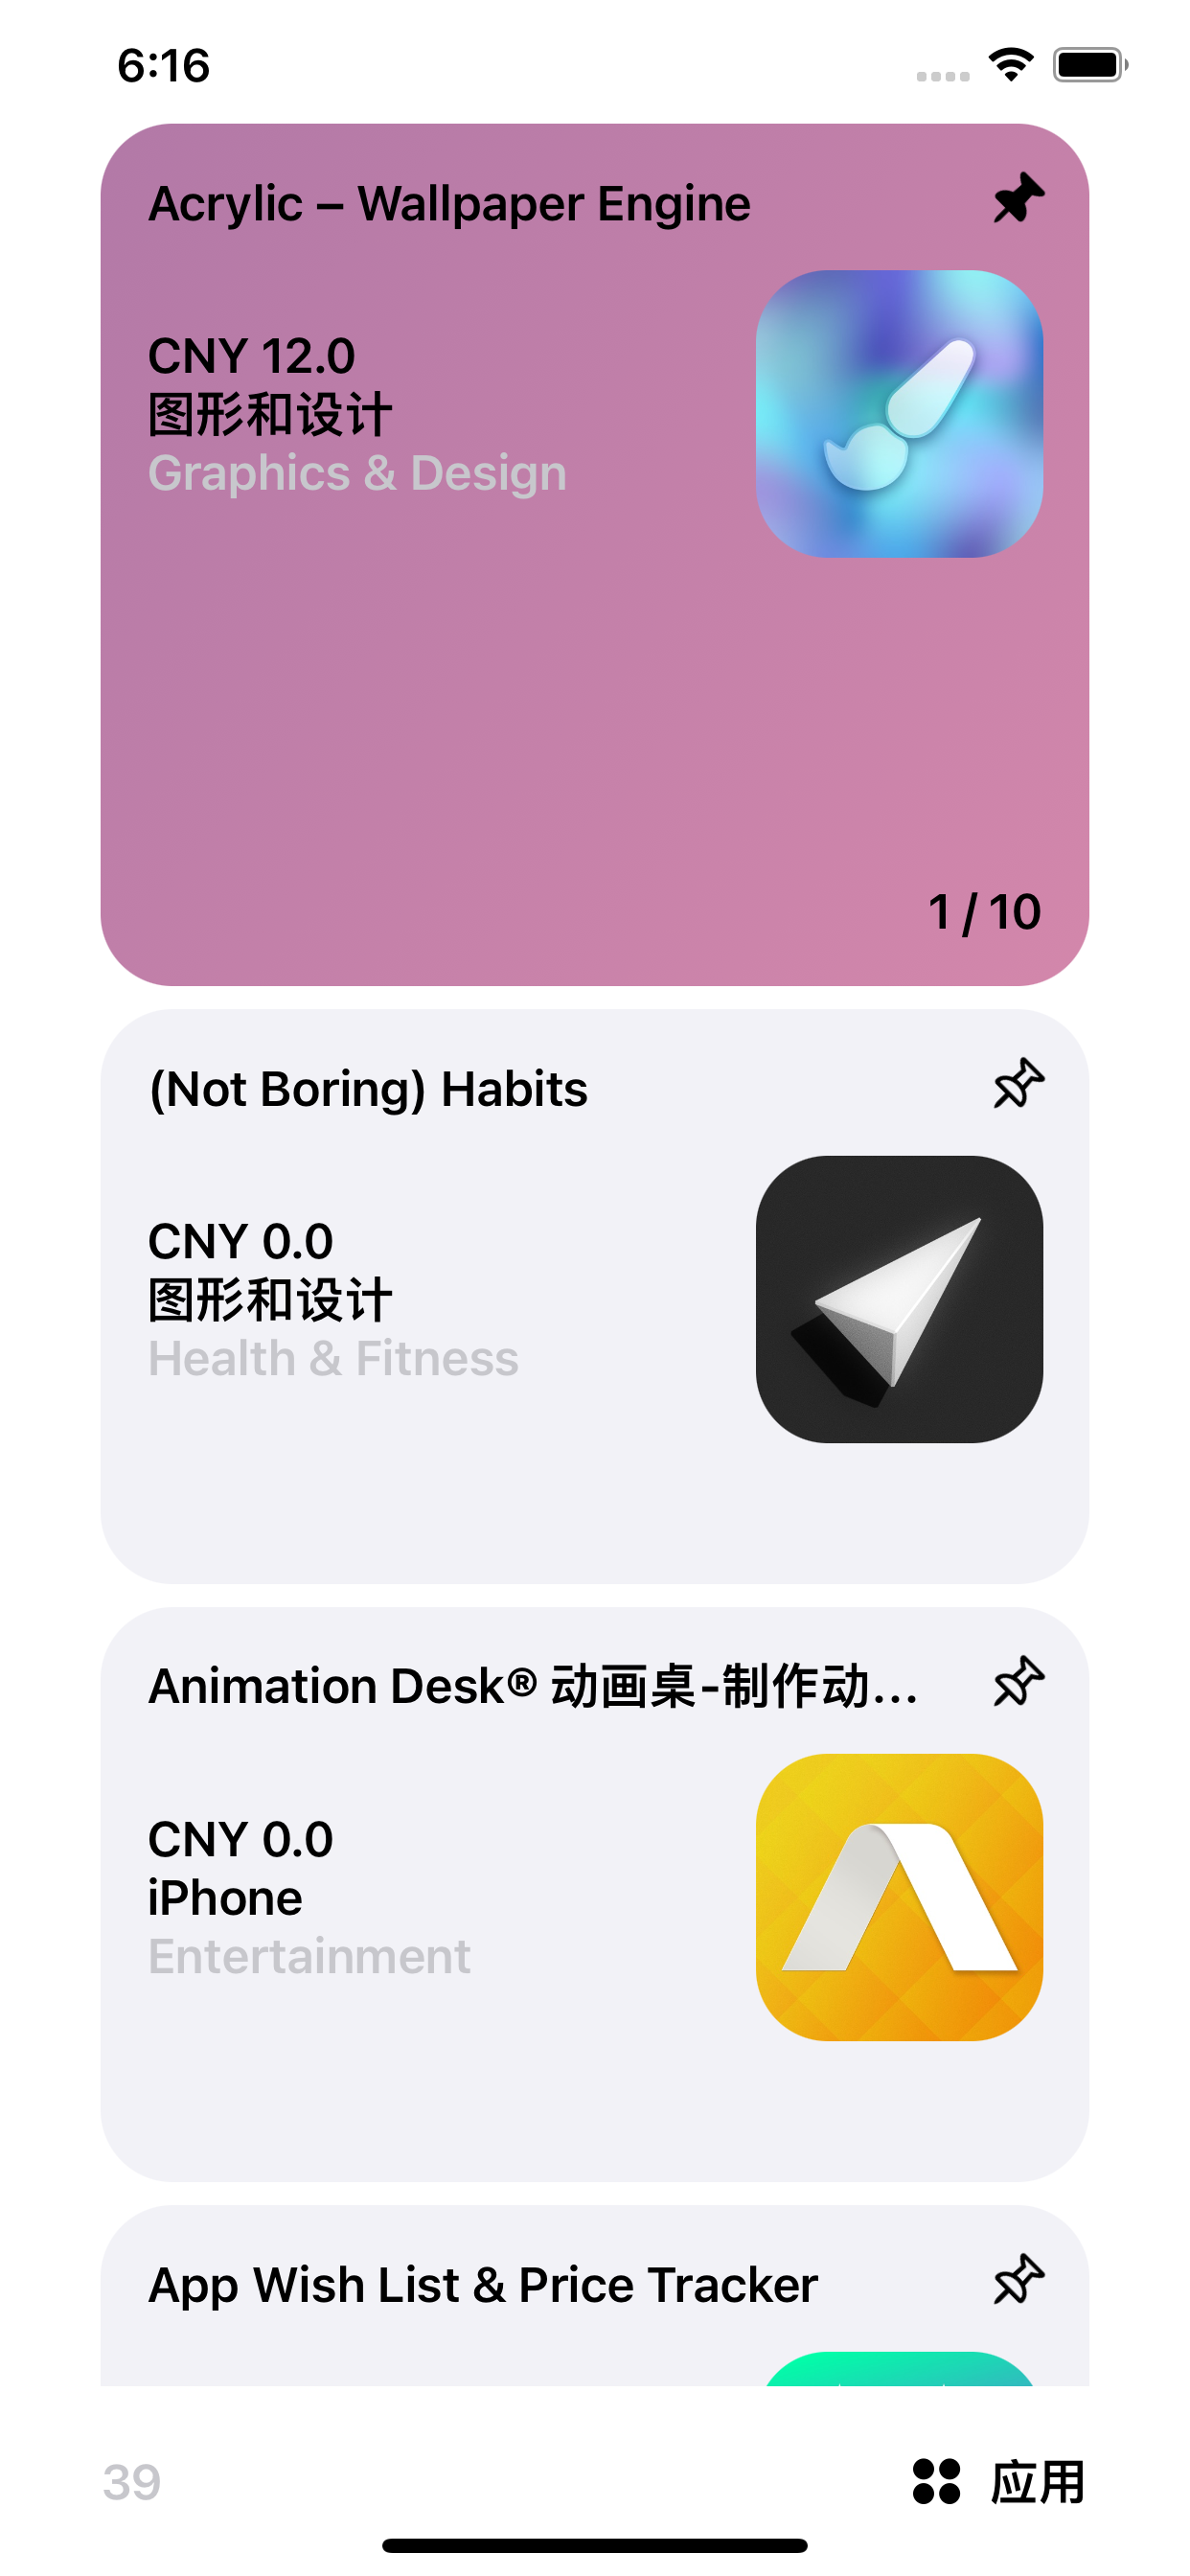 6:16
Acrylic – Wallpaper Engine
CNY 12.0
图形和设计
Graphics & Design
1 / 10
(Not Boring) Habits
CNY 0.0
图形和设计
Health & Fitness
Animation Desk® 动画桌-制作动...
CNY 0.0
iPhone
Entertainment
App Wish List & Price Tracker
39
应用